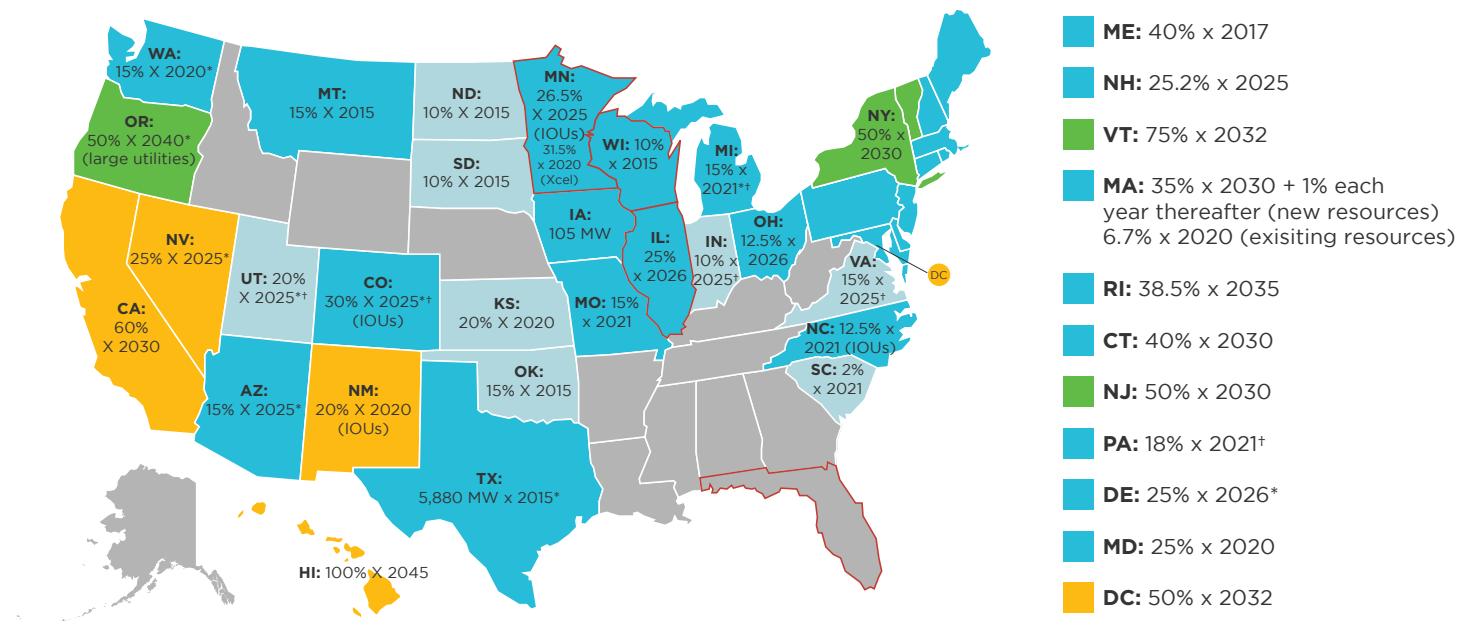 WA:
15% X 2020*
OR:
50% X 2040*
(large utilities)
CA:
60%
X 2030
NV:
25% X 2025*
MT:
15% X 2015
UT: 20%
X 2025*†
AZ:
15% X 2025*
CO:
30% X 2025*†
(IOUs)
NM:
20% X 2020
(IOUs)
ND:
10% X 2015
SD:
10% X 2015
KS:
20% X 2020
OK:
15% X 2015
TX:
5,880 MW x 2015*
HI: 100% X 2045
MN:
26.5%
X 2025
(IOUs)
31.5%
x 2020
(Xcel)
IA:
105 MW
MO: 15%
x 2021
WI: 10%
x 2015
IL:
25%
x 2026
MI:
15% x
2021*†
IN:
10% x
2025†
OH:
12.5% x
2026
NY:
50% x
2030
VA:
15% x
2025†
DC
NC: 12.5% x
2021 (IOUs)
SC: 2%
x 2021
ME: 40% x 2017
NH: 25.2% x 2025
VT: 75% x 2032
MA: 35% x 2030 + 1% each
year thereafter (new resources)
6.7% x 2020 (exisiting resources)
RI: 38.5% x 2035
CT: 40% x 2030
NJ: 50% x 2030
PA: 18% x 2021†
DE: 25% x 2026*
MD: 25% x 2020
DC: 50% x 2032